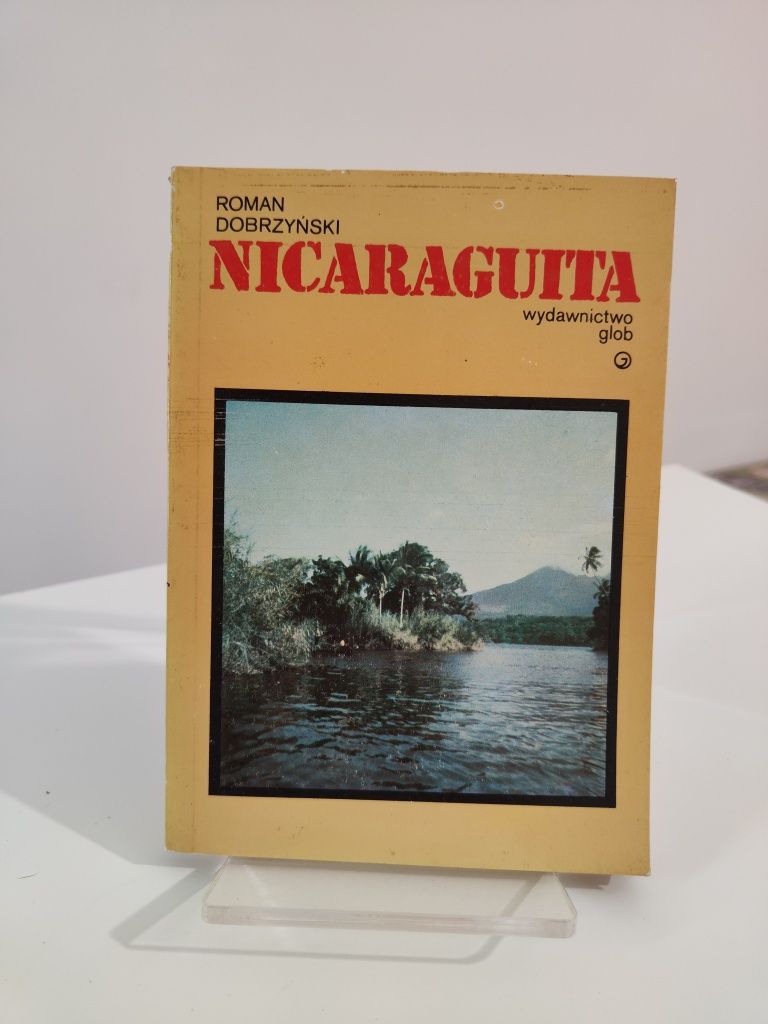 ROMAN
DOBRZYŃSKI
NICARAGUITA
wydawnictwo
glob